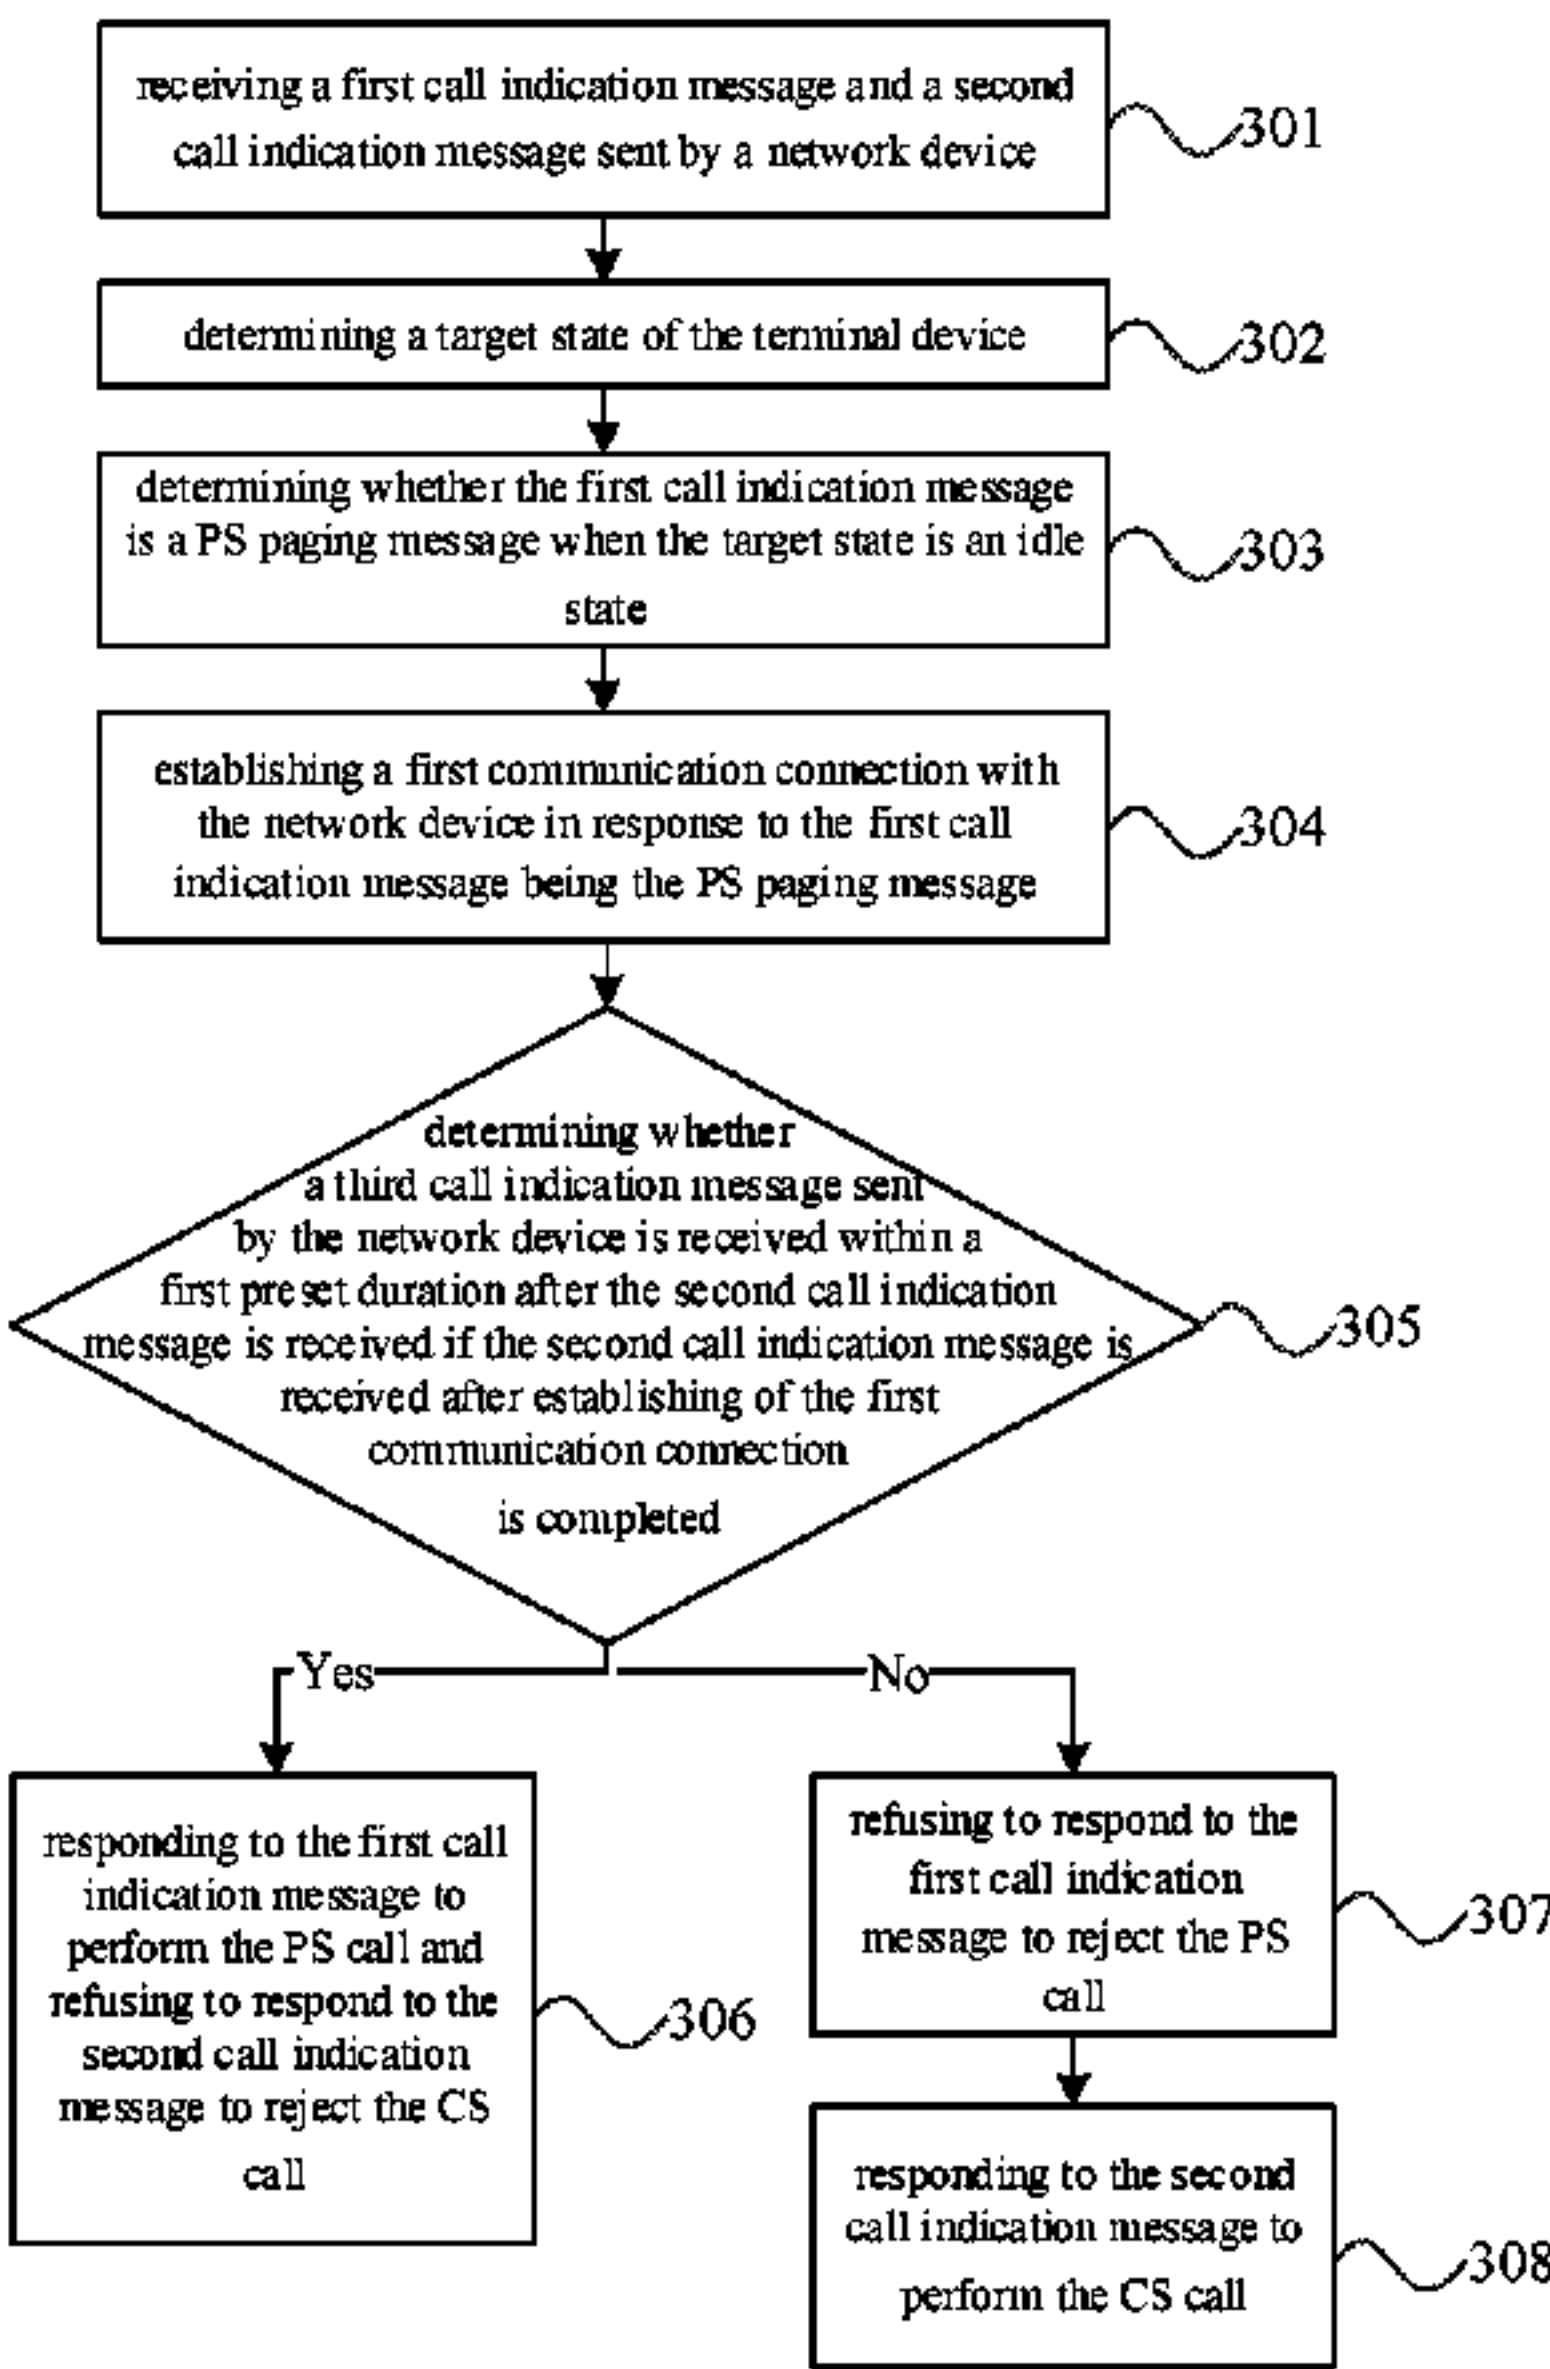 receiving a first call indication message and a second
call indication message sent by a network device
301
determining a target state of the terminal device
302
determining whether the first call indication message
is a PS paging message when the target state is an idle
state
303
establishing a first communication connection with
the network device in response to the first call
indication message being the PS paging message
304
determining whether
a third call indication message sent
by the network device is received within a
first preset duration after the second call indication
message is received if the second call indication message is
received after establishing of the first
communication connection
is completed
305
Yes
No
responding to the first call
indication message to
perform the PS call and
refusing to respond to the
second call indication
message to reject the CS
call
306
refusing to respond to the
first call indication
message to reject the PS
call
307
responding to the second
call indication message to
perform the CS call
308